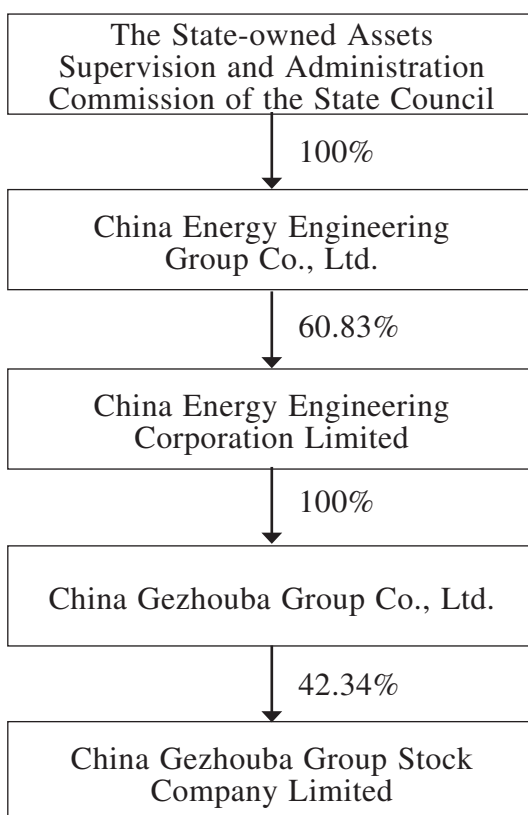 The State-owned Assets
Supervision and Administration
Commission of the State Council
100%
China Energy Engineering
Group Co., Ltd.
60.83%
China Energy Engineering
Corporation Limited
100%
China Gezhouba Group Co., Ltd.
42.34%
China Gezhouba Group Stock
Company Limited